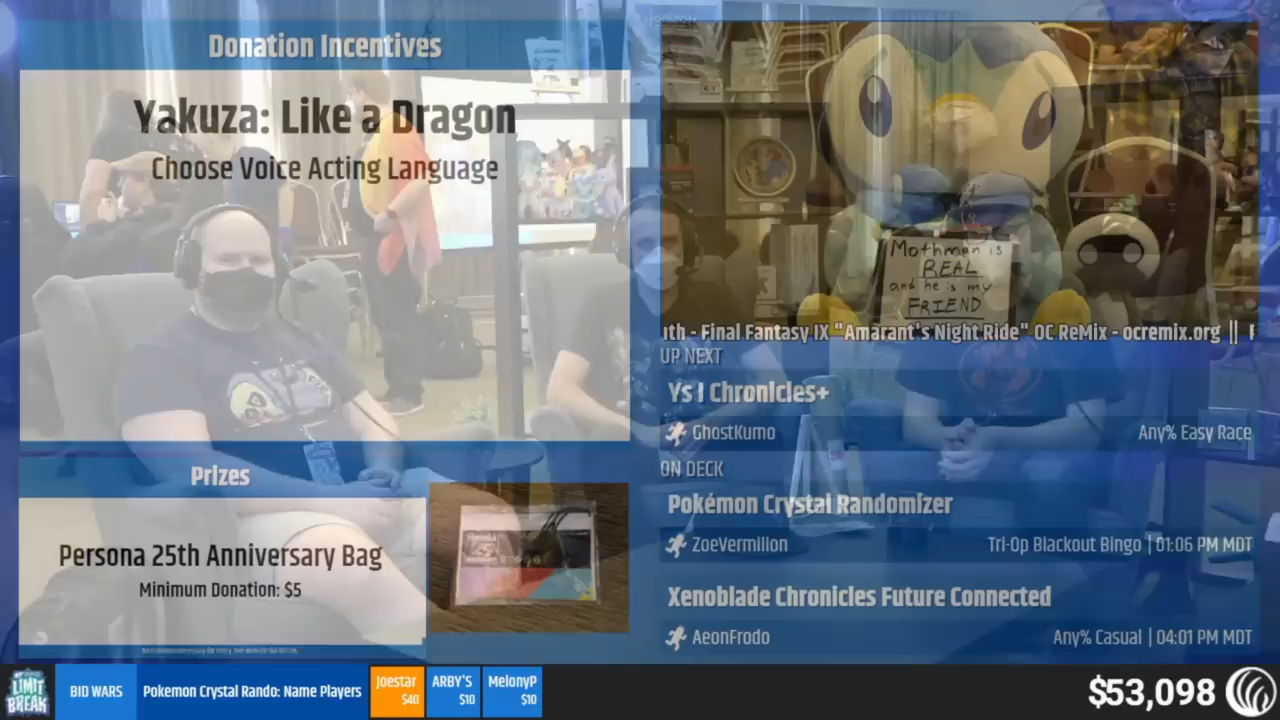 Donation Incentives
Yakuza: Like a Dragon
Choose Voice Acting Language
Mothman is
REAL
and he is my
FRIEND
ith - Final Fantasy IX "Amarant's Night Ride" OC ReMix - ocremix.org ||
UP NEXT
Ys I Chronicles+
GhostKumo
Any% Easy Race
ON DECK
Pokémon Crystal Randomizer
ZoeVermilion
Tri-Op Blackout Bingo | 01:06 PM MDT
Xenoblade Chronicles Future Connected
AeonFrodo
Any% Casual | 04:01 PM MDT
Prizes
Persona 25th Anniversary Bag
Minimum Donation: $5
LIMIT
BREAK
BID WARS
Pokemon Crystal Rando: Name Players
Joestar
$40
ARBY'S
$10
MelonyP
$10
$53,098